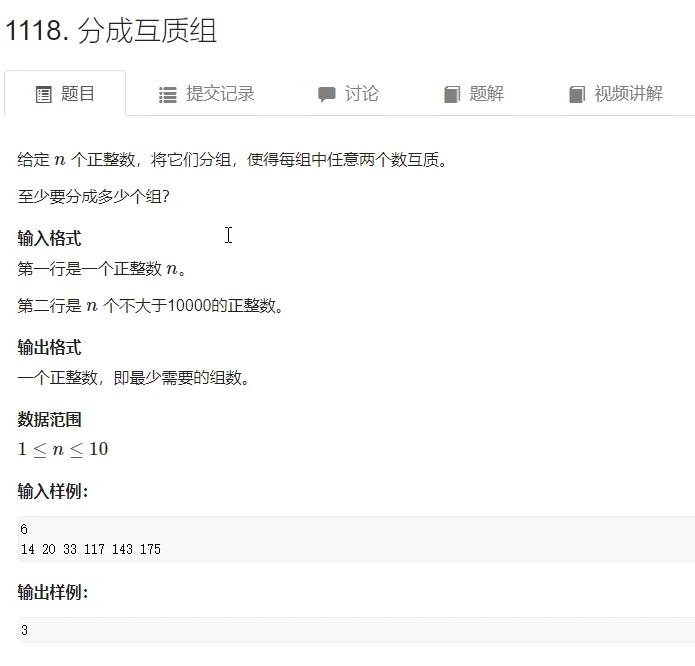 1118. 分成互质组
题目 提交记录 讨论 题解 视频讲解
给定 n 个正整数，将它们分组，使得每组中任意两个数互质。
至少要分成多少个组？
输入格式
第一行是一个正整数 n。
第二行是 n 个不大于10000的正整数。
输出格式
一个正整数，即最少需要的组数。
数据范围
1 ≤ n ≤ 10
输入样例：
6
14 20 33 117 143 175
输出样例：
3